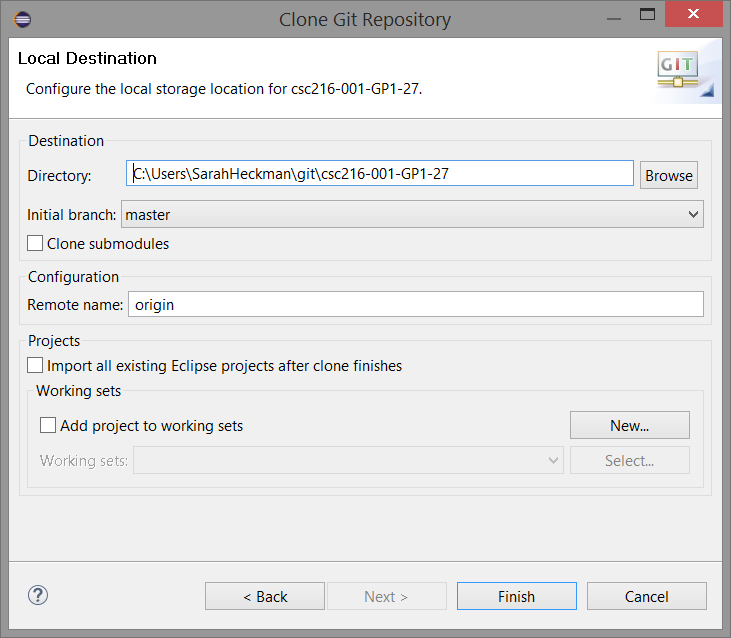 Clone Git Repository
Local Destination
Configure the local storage location for csc216-001-GP1-27.
GIT
Destination
Directory: C:\Users\SarahHeckman\git\csc216-001-GP1-27 Browse
Initial branch: master
Clone submodules
Configuration
Remote name: origin
Projects
Import all existing Eclipse projects after clone finishes
Working sets
Add project to working sets New...
Working sets: Select...
? < Back Next > Finish Cancel